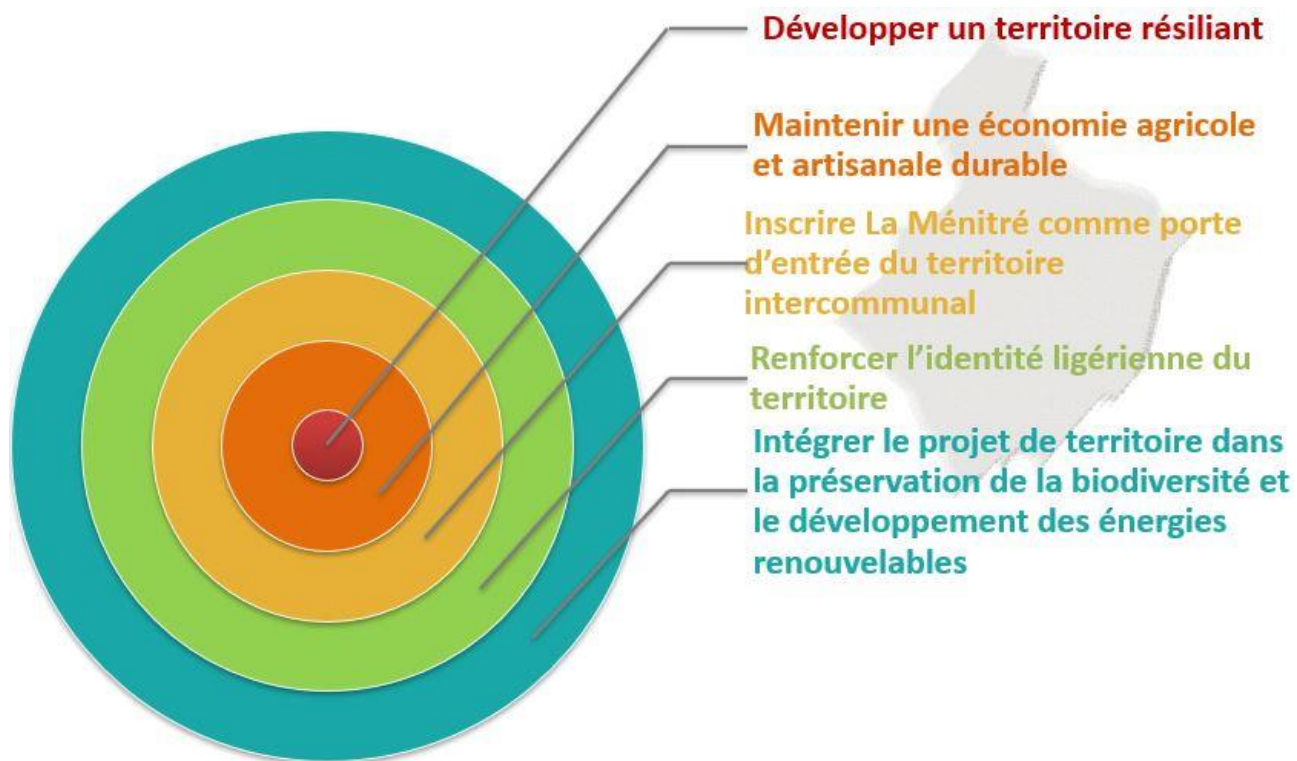 Développer un territoire résiliant
Maintenir une économie agricole
et artisanale durable
Inscrire La Ménitré comme porte
d’entrée du territoire
intercommunal
Renforcer l’identité ligérienne du
territoire
Intégrer le projet de territoire dans
la préservation de la biodiversité et
le développement des énergies
renouvelables